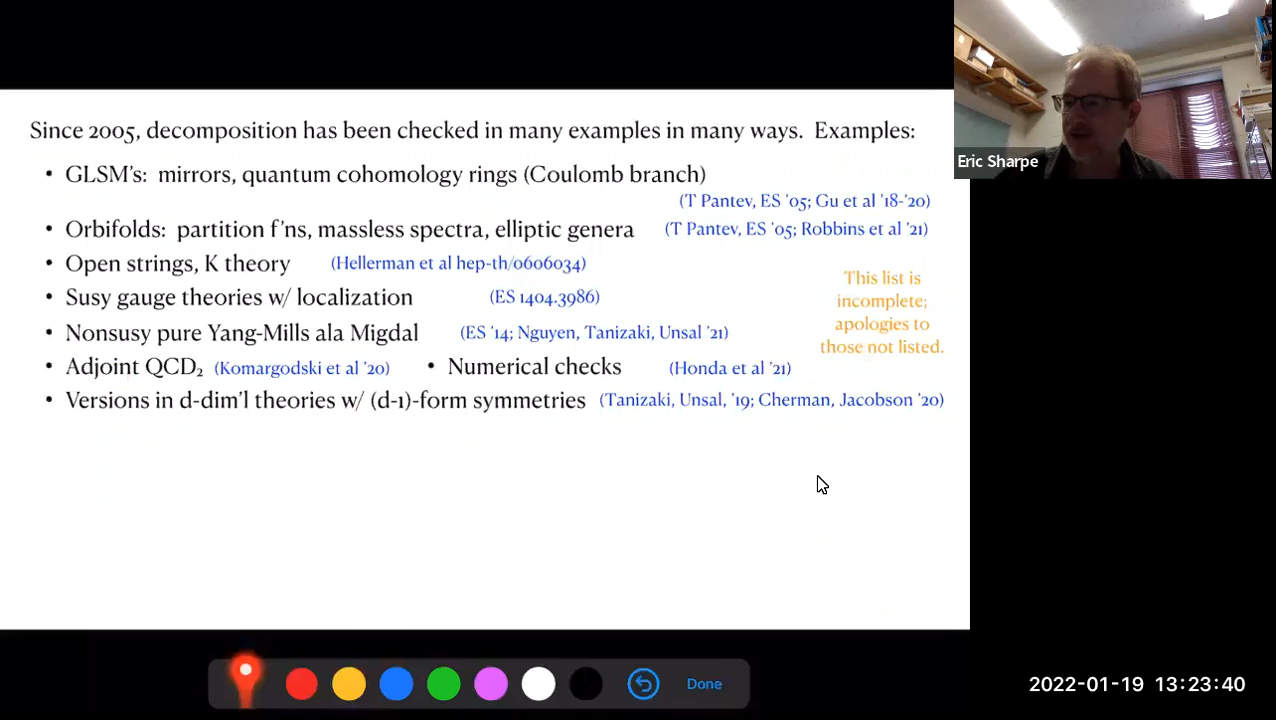 Since 2005, decomposition has been checked in many examples in many ways. Examples:
• GLSM's: mirrors, quantum cohomology rings (Coulomb branch)
(T Pantev, ES '05; Gu et al '18-'20)
• Orbifolds: partition f'ns, massless spectra, elliptic genera (T Pantev, ES '05; Robbins et al '21)
• Open strings, K theory (Hellerman et al hep-th/0606034)
• Susy gauge theories w/ localization (ES 1404.3986)
• Nonsusy pure Yang-Mills ala Migdal (ES '14; Nguyen, Tanizaki, Unsal '21)
• Adjoint QCD₂ (Komargodski et al '20) • Numerical checks (Honda et al '21)
• Versions in d-dim'l theories w/ (d-1)-form symmetries (Tanizaki, Unsal, '19; Cherman, Jacobson '20)
This list is
incomplete;
apologies to
those not listed.
Eric Sharpe
Done
2022-01-19 13:23:40